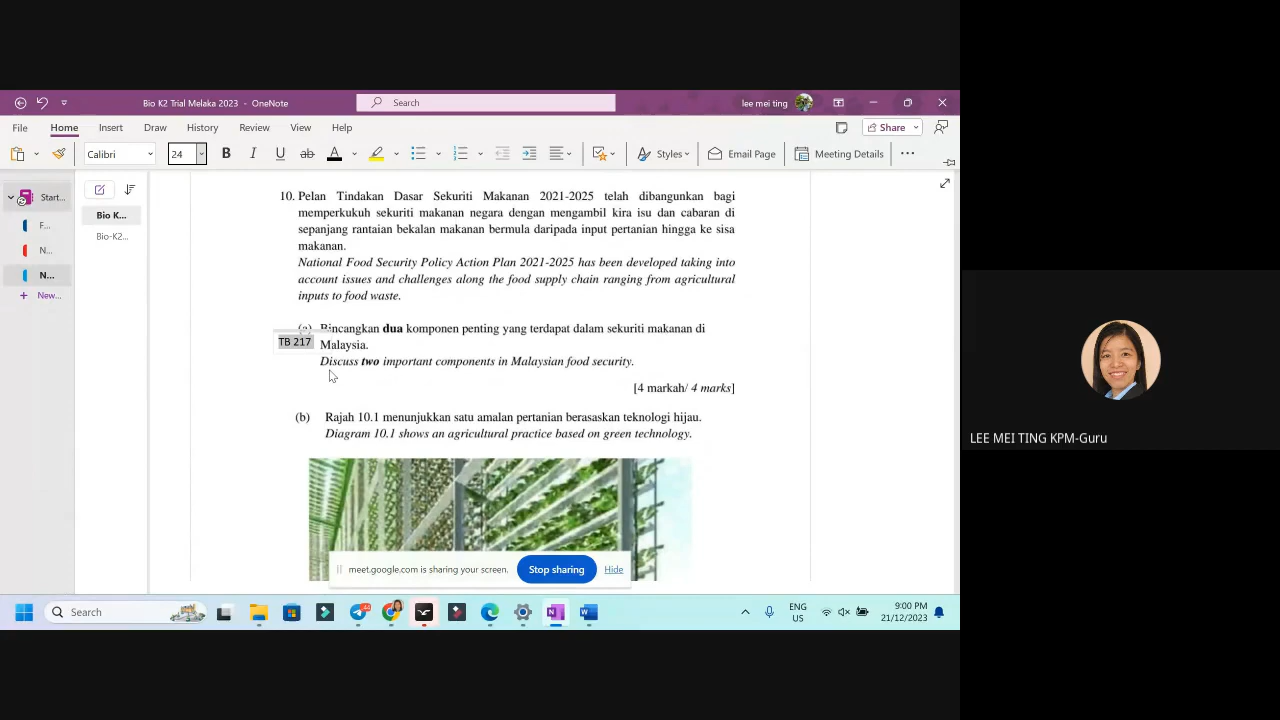 Bio K2 Trial Melaka 2023 - OneNote
Search
lee mei ting
File Home Insert Draw History Review View Help
Share
Calibri 24
B I U ab A
Styles Email Page Meeting Details
Start...
F...
N...
N...
+ New...
Bio K...
Bio-K2...
10. Pelan Tindakan Dasar Sekuriti Makanan 2021-2025 telah dibangunkan bagi
memperkukuh sekuriti makanan negara dengan mengambil kira isu dan cabaran di
sepanjang rantaian bekalan makanan bermula daripada input pertanian hingga ke sisa
makanan.
National Food Security Policy Action Plan 2021-2025 has been developed taking into
account issues and challenges along the food supply chain ranging from agricultural
inputs to food waste.
(a) Bincangkan dua komponen penting yang terdapat dalam sekuriti makanan di
TB 217
Malaysia.
Discuss two important components in Malaysian food security.
[4 markah/ 4 marks]
(b) Rajah 10.1 menunjukkan satu amalan pertanian berasaskan teknologi hijau.
Diagram 10.1 shows an agricultural practice based on green technology.
meet.google.com is sharing your screen. Stop sharing Hide
Search
ENG
US
9:00 PM
21/12/2023
LEE MEI TING KPM-Guru